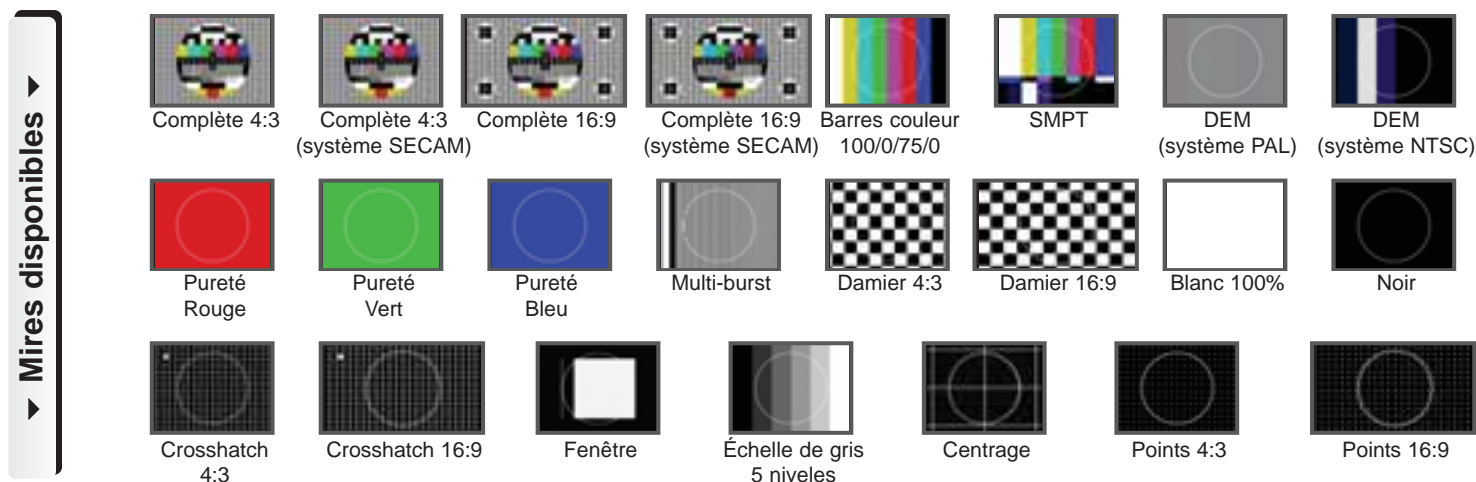 Mires disponibles
Complète 4:3
Complète 4:3
(système SECAM)
Complète 16:9
Complète 16:9
(système SECAM)
Barres couleur
100/0/75/0
SMPT
DEM
(système PAL)
DEM
(système NTSC)
Pureté
Rouge
Pureté
Vert
Pureté
Bleu
Multi-burst
Damier 4:3
Damier 16:9
Blanc 100%
Noir
Crosshatch
4:3
Crosshatch 16:9
Fenêtre
Échelle de gris
5 niveles
Centrage
Points 4:3
Points 16:9